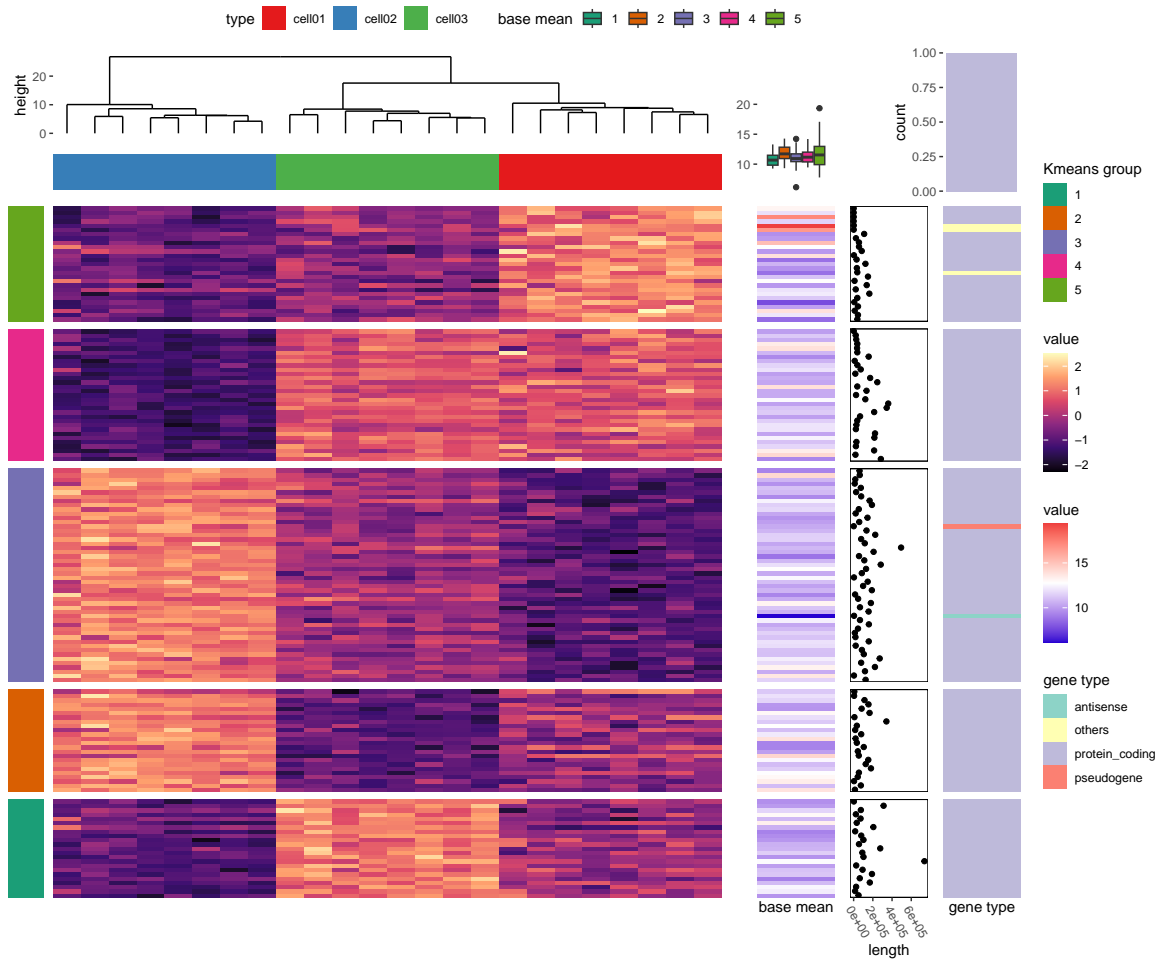 type cell01 cell02 cell03 base mean 1 2 3 4 5
height
20
10
0
20
15
10
count
1.00
0.75
0.50
0.25
0.00
Kmeans group
1
2
3
4
5
value
2
1
0
−1
−2
value
15
10
gene type
antisense
others
protein_coding
pseudogene
base mean
0e+00
2e+05
4e+05
6e+05
length
gene type